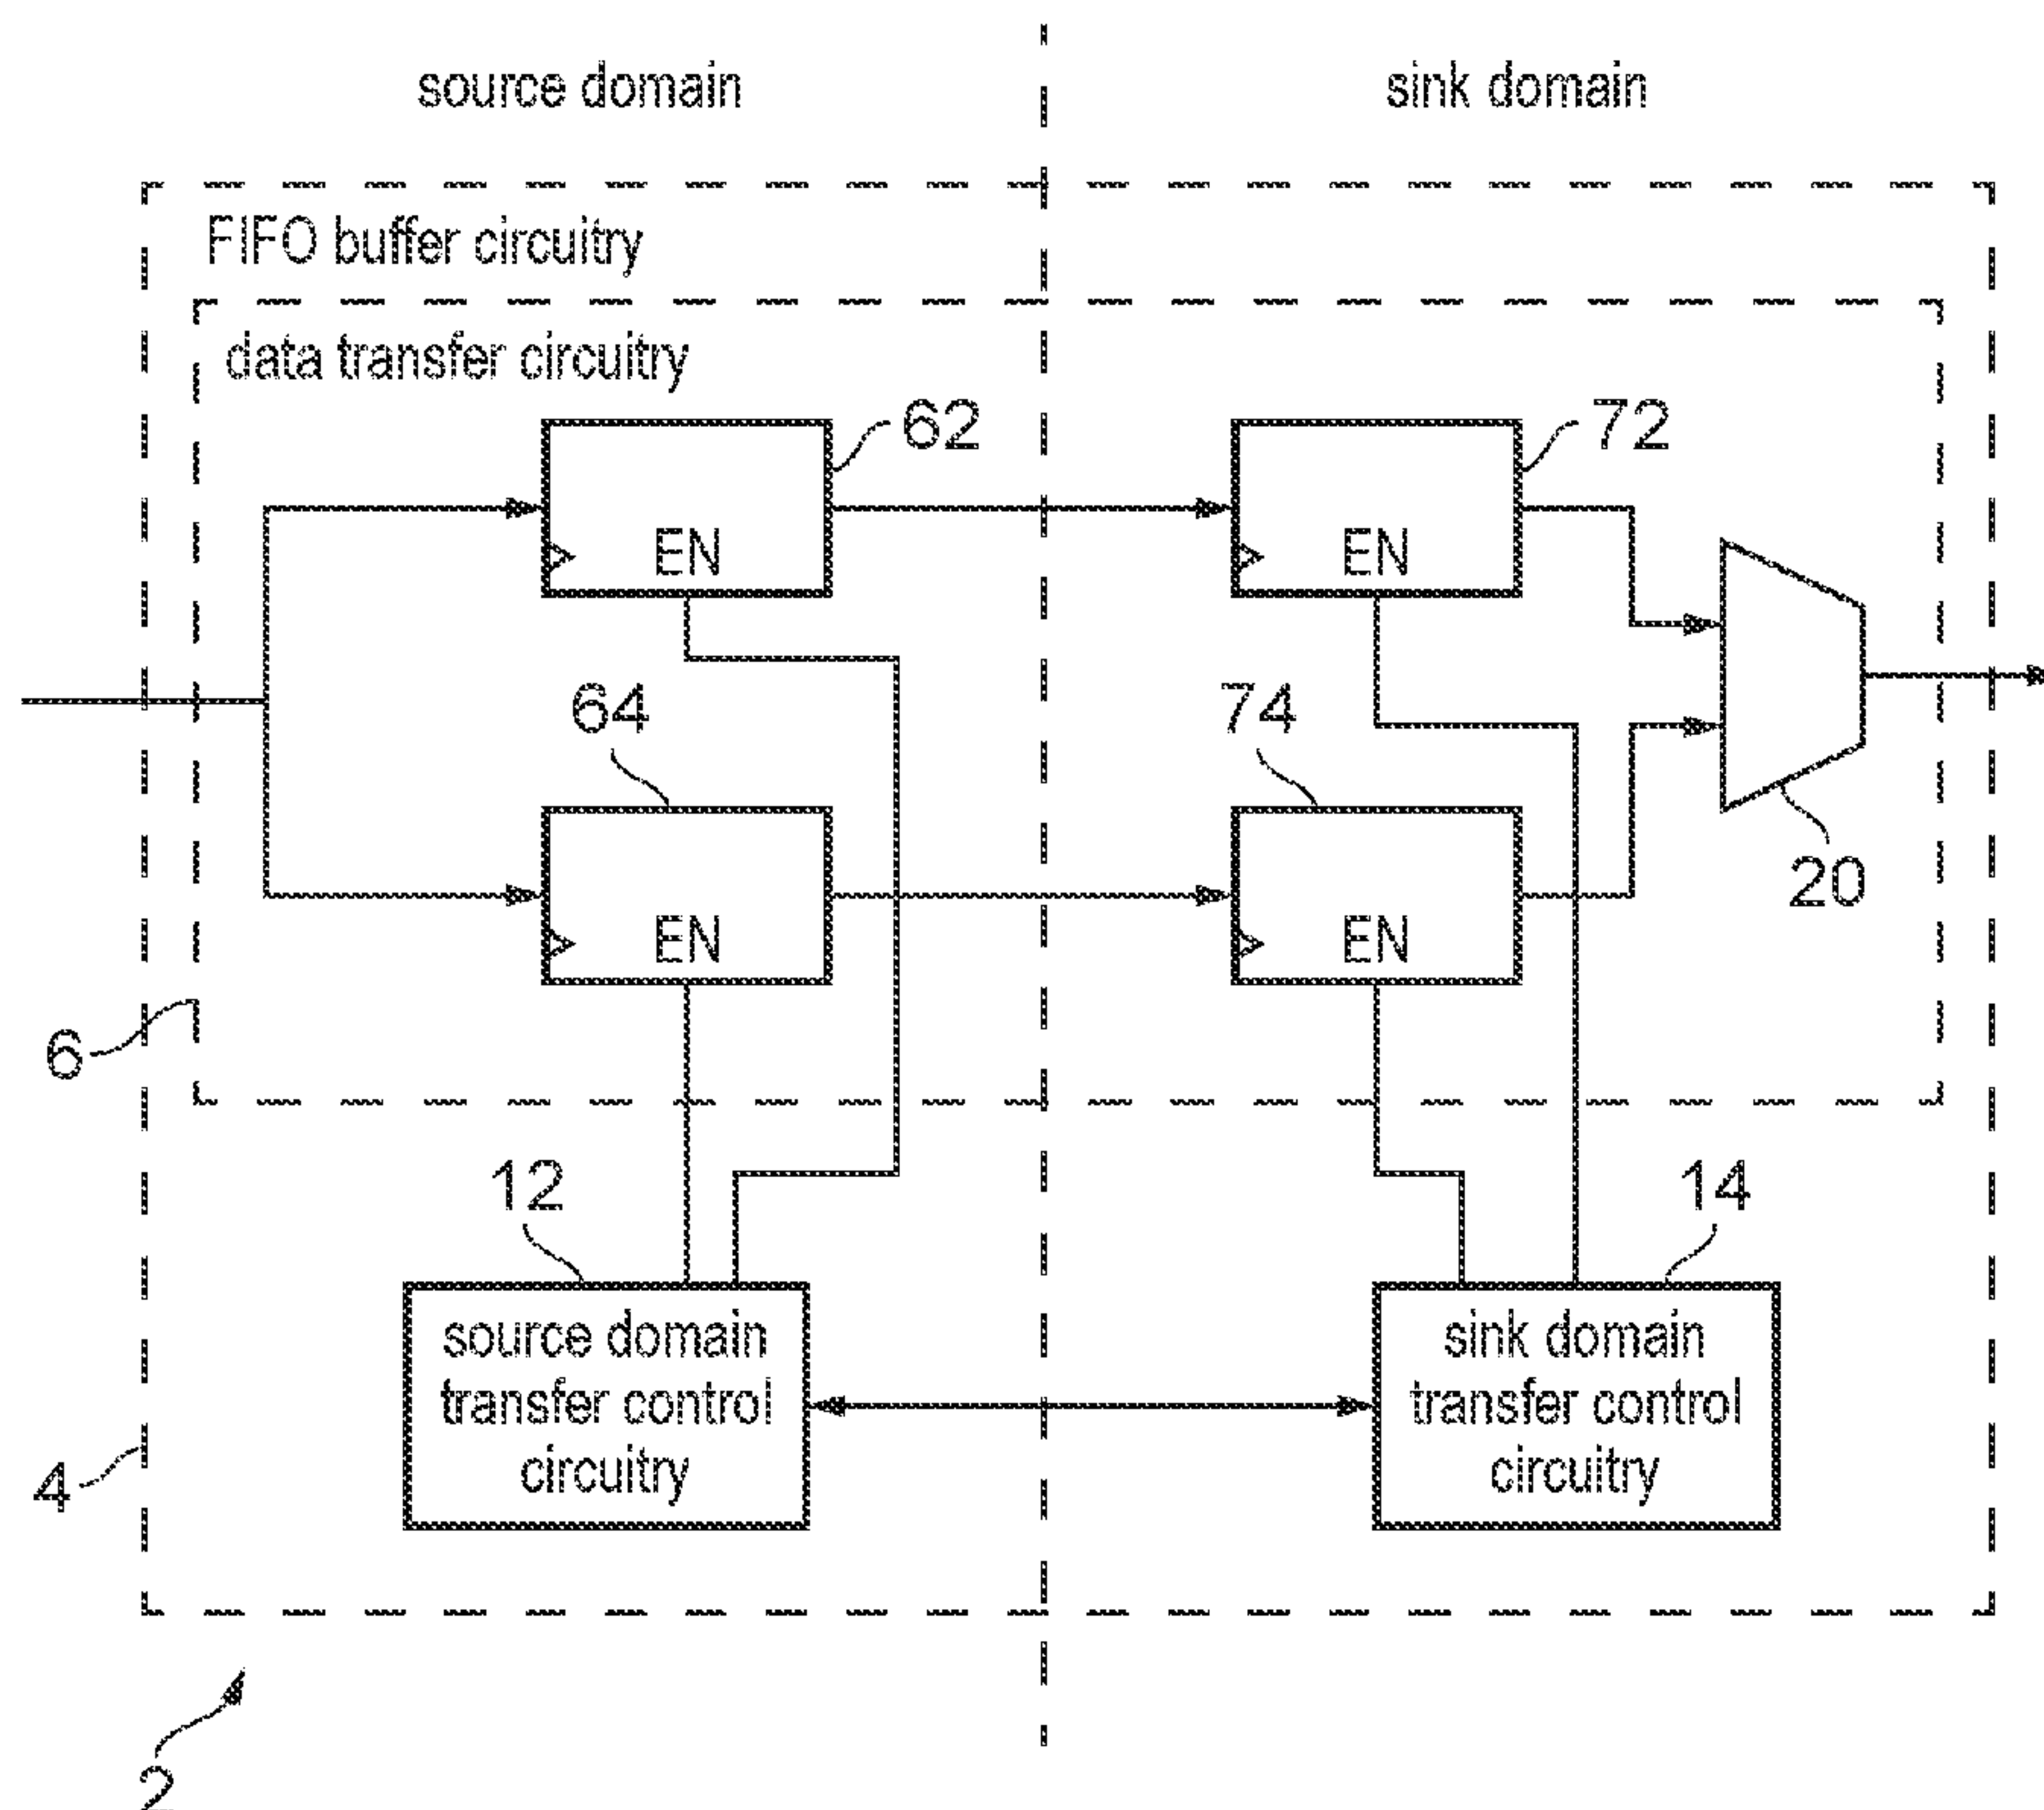 source domain
sink domain
FIFO buffer circuitry
data transfer circuitry
62
72
EN
EN
64
74
20
EN
EN
6
12
14
source domain
transfer control
circuitry
sink domain
transfer control
circuitry
4
2